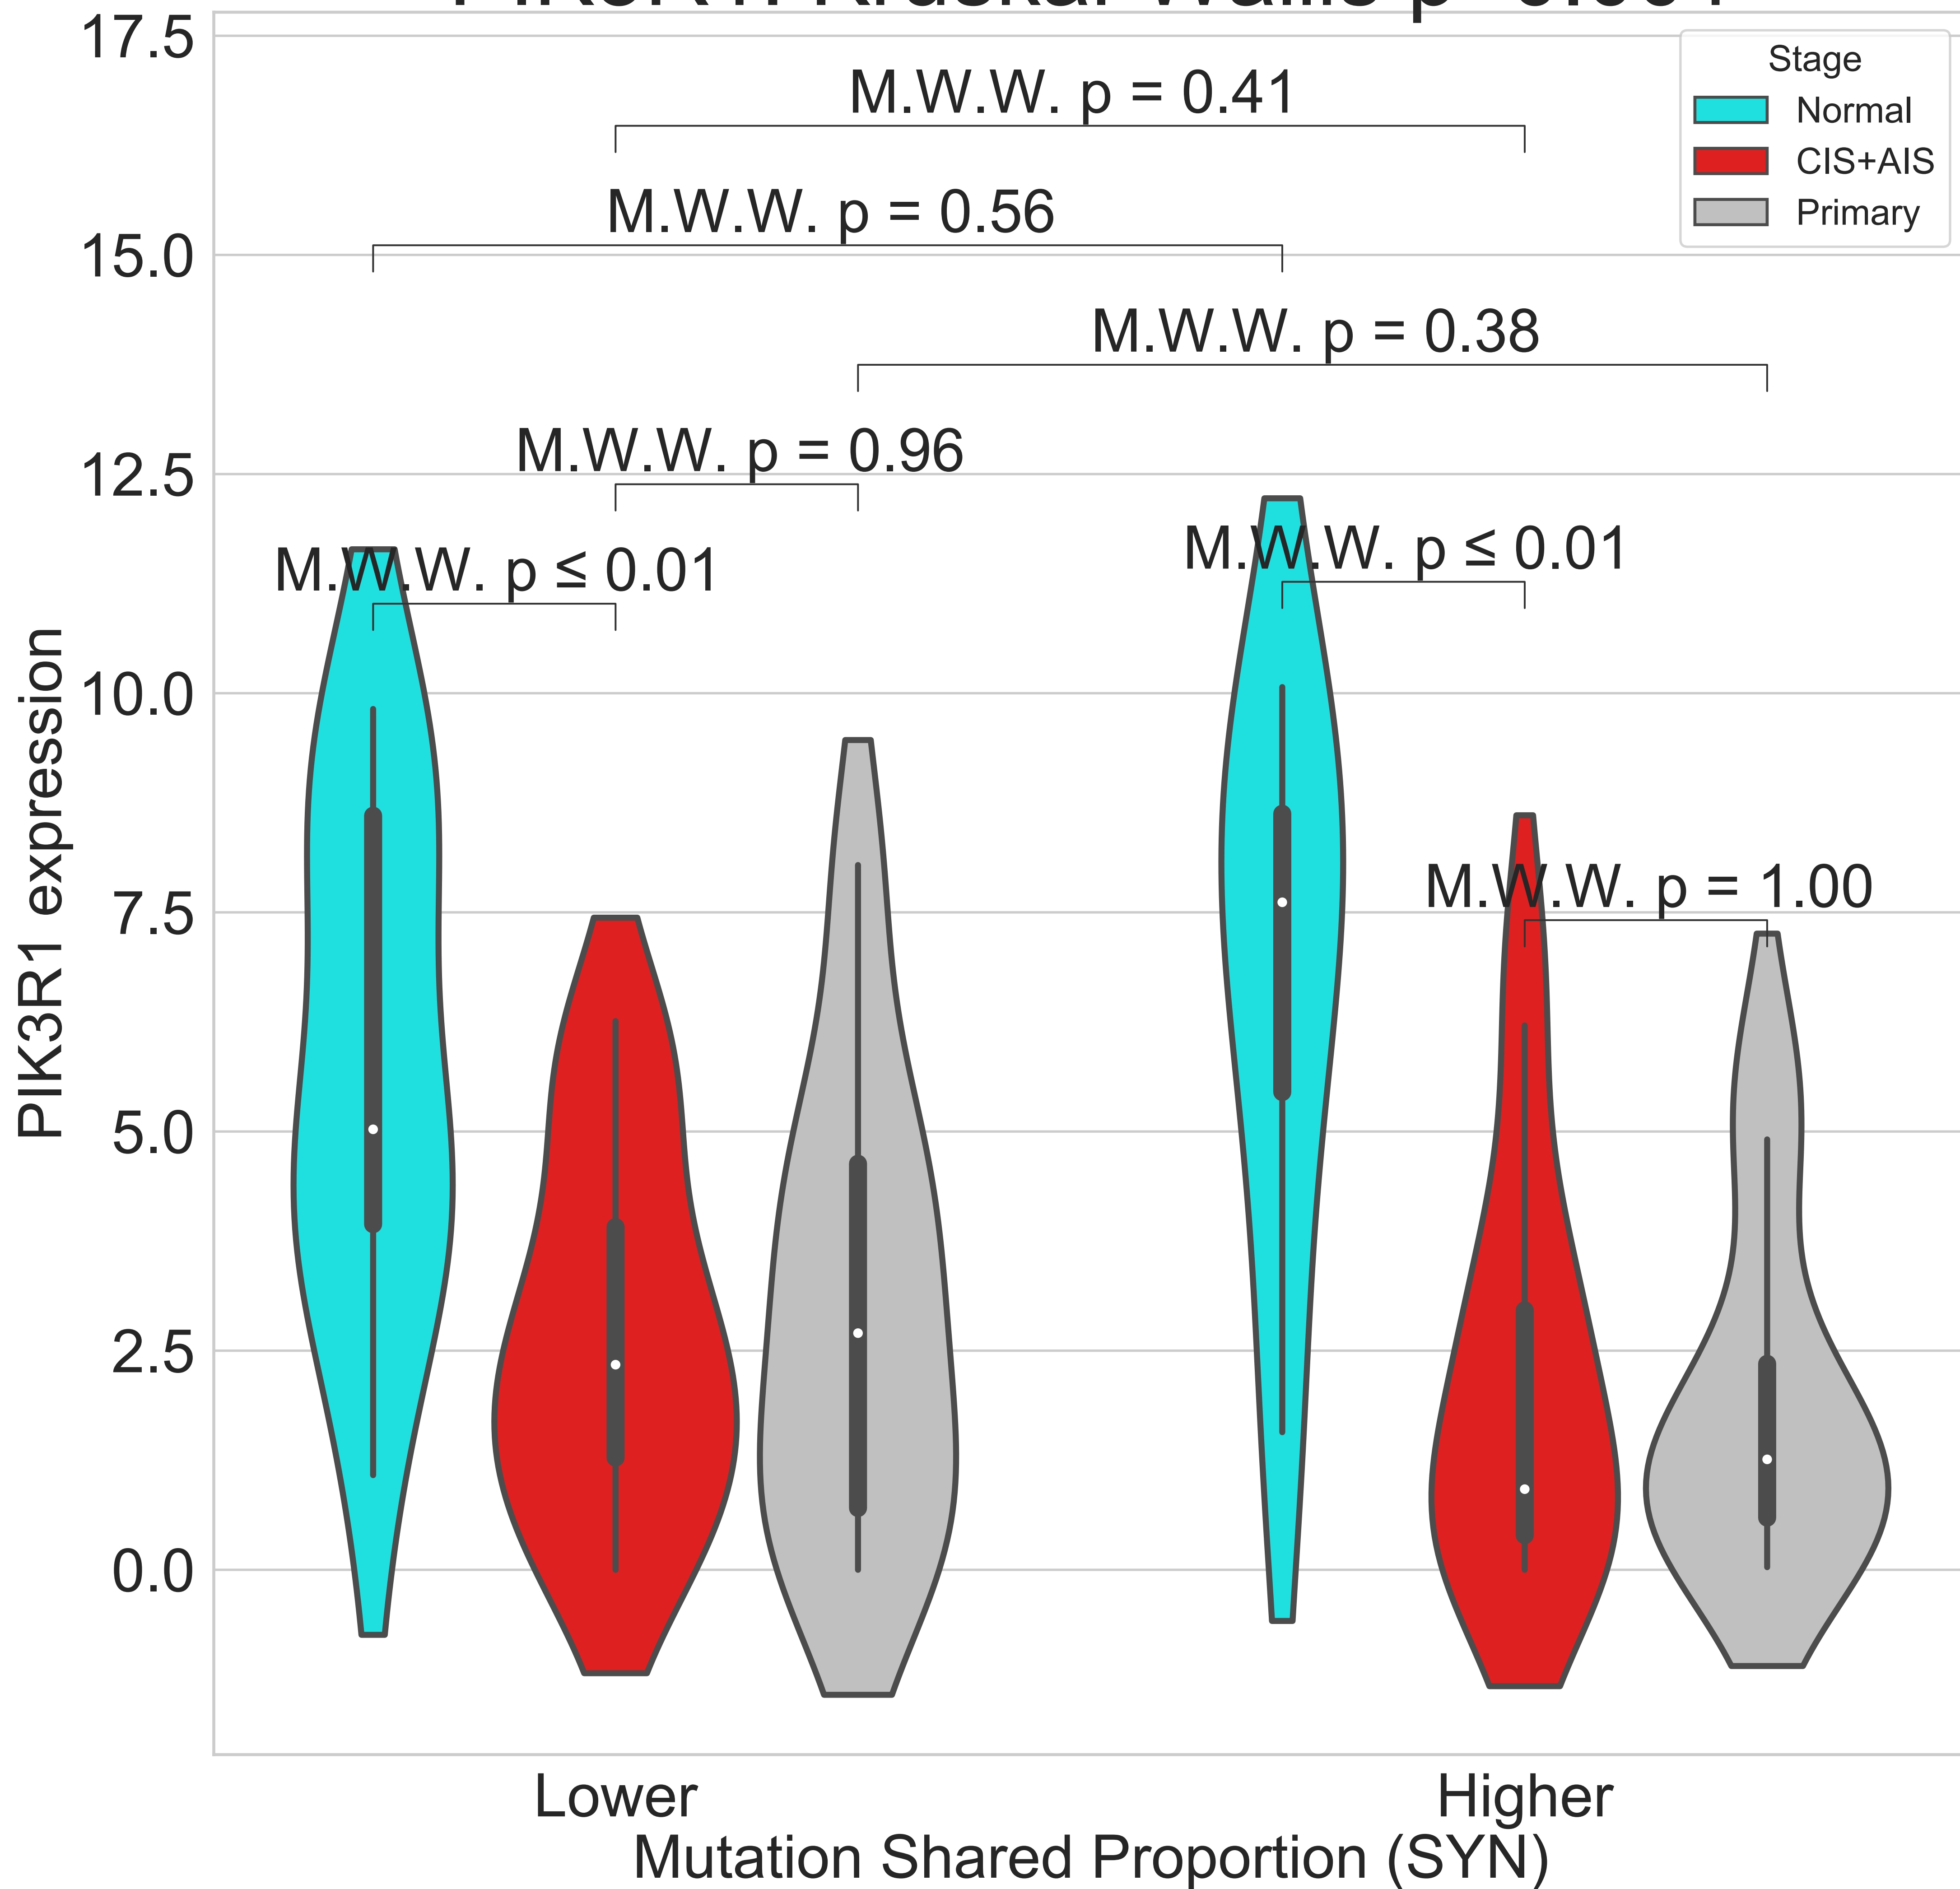 17.5
15.0
12.5
10.0
7.5
5.0
2.5
0.0
PIK3R1 expression
Stage
Normal
CIS+AIS
Primary
M.W.W. p = 0.41
M.W.W. p = 0.56
M.W.W. p = 0.38
M.W.W. p = 0.96
M.W.W. p ≤ 0.01
M.W.W. p ≤ 0.01
M.W.W. p = 1.00
Lower
Higher
Mutation Shared Proportion (SYN)